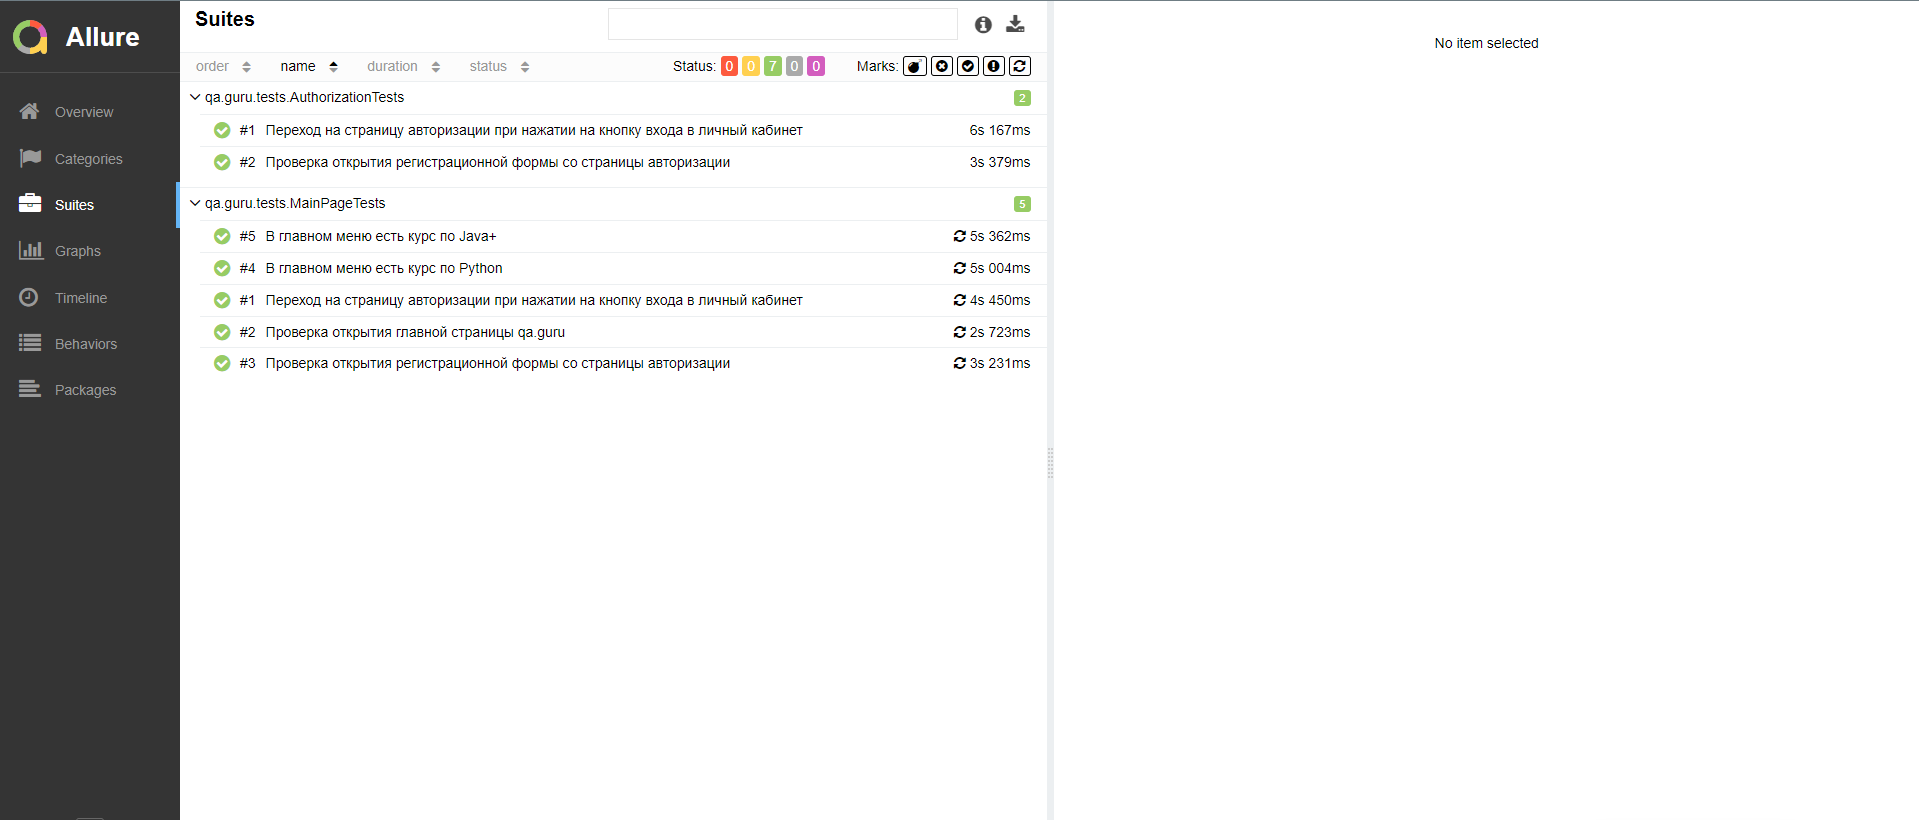 Allure
Overview
Categories
Suites
Graphs
Timeline
Behaviors
Packages
Suites
order name duration status Status: 0 0 7 0 0 Marks:
qa.guru.tests.AuthorizationTests 2
#1 Переход на страницу авторизации при нажатии на кнопку входа в личный кабинет 6s 167ms
#2 Проверка открытия регистрационной формы со страницы авторизации 3s 379ms
qa.guru.tests.MainPageTests 5
#5 В главном меню есть курс по Java+ 5s 362ms
#4 В главном меню есть курс по Python 5s 004ms
#1 Переход на страницу авторизации при нажатии на кнопку входа в личный кабинет 4s 450ms
#2 Проверка открытия главной страницы qa.guru 2s 723ms
#3 Проверка открытия регистрационной формы со страницы авторизации 3s 231ms
No item selected